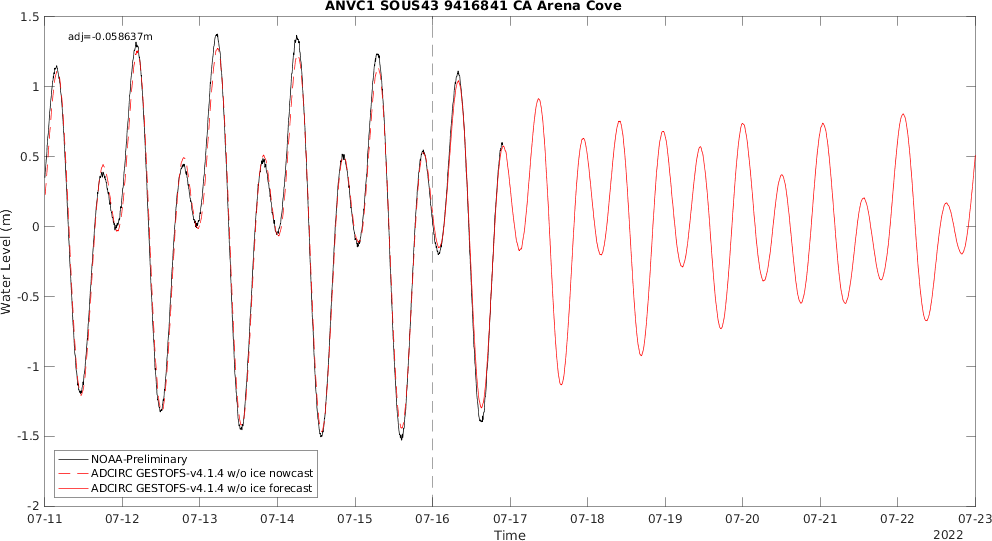 ANVC1 SOUS43 9416841 CA Arena Cove
adj=-0.058637m
1.5
1
0.5
0
-0.5
-1
-1.5
-2
Water Level (m)
NOAA-Preliminary
ADCIRC GESTOFS-v4.1.4 w/o ice nowcast
ADCIRC GESTOFS-v4.1.4 w/o ice forecast
07-11 07-12 07-13 07-14 07-15 07-16 07-17 07-18 07-19 07-20 07-21 07-22 07-23
Time
2022